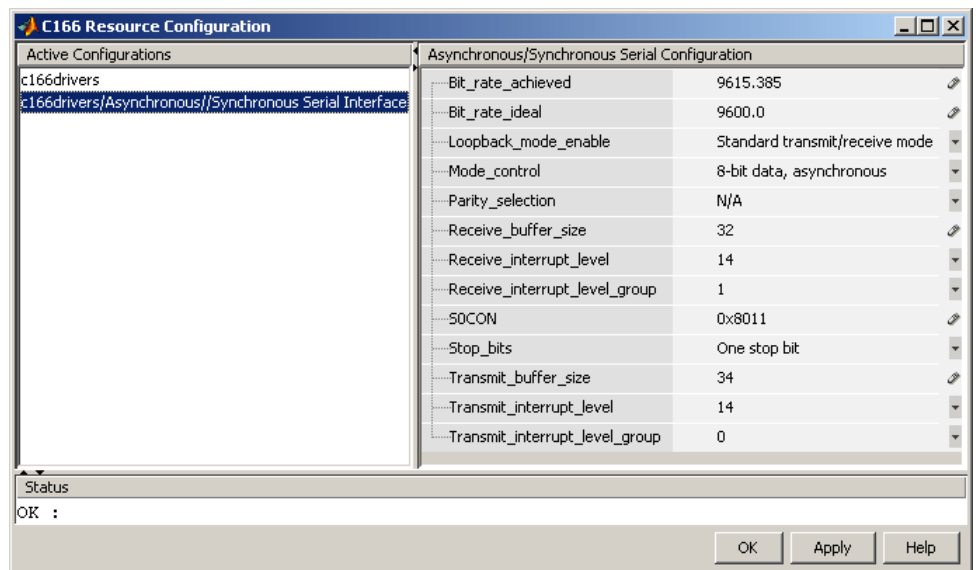 C166 Resource Configuration
Active Configurations
c166drivers
c166drivers/Asynchronous//Synchronous Serial Interface
Asynchronous/Synchronous Serial Configuration
Bit_rate_achieved 9615.385
Bit_rate_ideal 9600.0
Loopback_mode_enable Standard transmit/receive mode
Mode_control 8-bit data, asynchronous
Parity_selection N/A
Receive_buffer_size 32
Receive_interrupt_level 14
Receive_interrupt_level_group 1
S0CON 0x8011
Stop_bits One stop bit
Transmit_buffer_size 34
Transmit_interrupt_level 14
Transmit_interrupt_level_group 0
Status
OK :
OK Apply Help